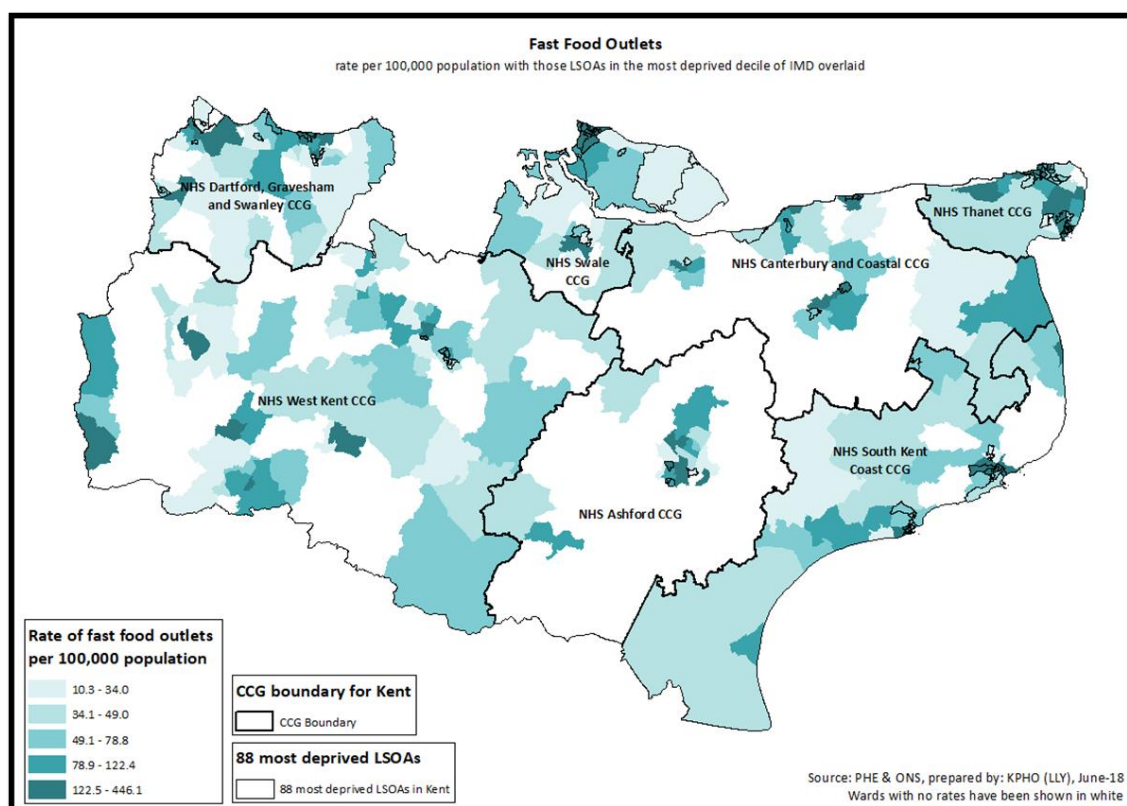 Fast Food Outlets
rate per 100,000 population with those LSOAs in the most deprived decile of IMD overlaid
NHS Dartford, Gravesham
and Swanley CCG
NHS Thanet CCG
NHS Swale
CCG
NHS Canterbury and Coastal CCG
NHS West Kent CCG
NHS South Kent
Coast CCG
NHS Ashford CCG
Rate of fast food outlets
per 100,000 population
10.3 - 34.0
34.1 - 49.0
49.1 - 78.8
78.9 - 122.4
122.5 - 446.1
CCG boundary for Kent
CCG Boundary
88 most deprived LSOAs
88 most deprived LSOAs in Kent
Source: PHE & ONS, prepared by: KPHO (LLY), June-18
Wards with no rates have been shown in white